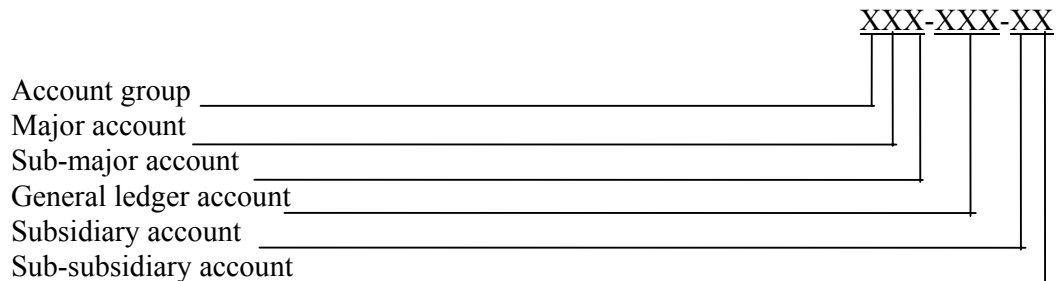 XXX-XXX-XX
Account group
Major account
Sub-major account
General ledger account
Subsidiary account
Sub-subsidiary account